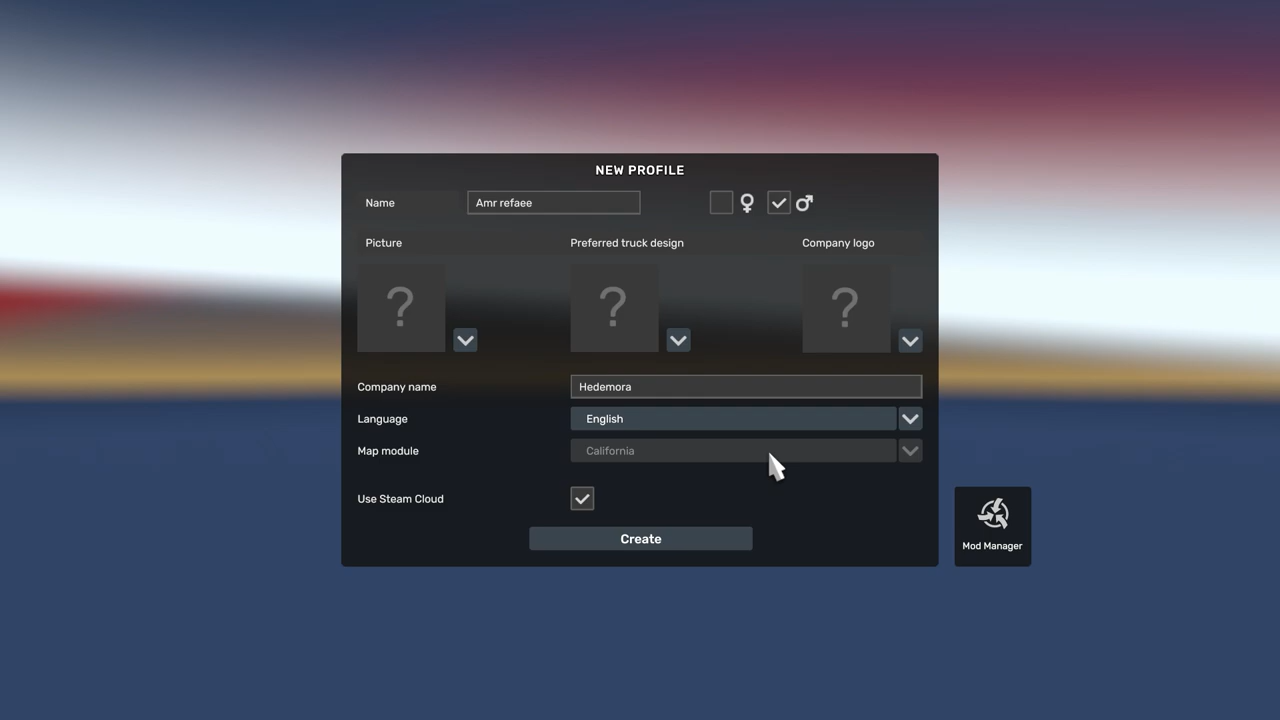 NEW PROFILE
Name Amr refaee
Picture Preferred truck design Company logo
? ? ?
Company name Hedemora
Language English
Map module California
Use Steam Cloud
Create
Mod Manager